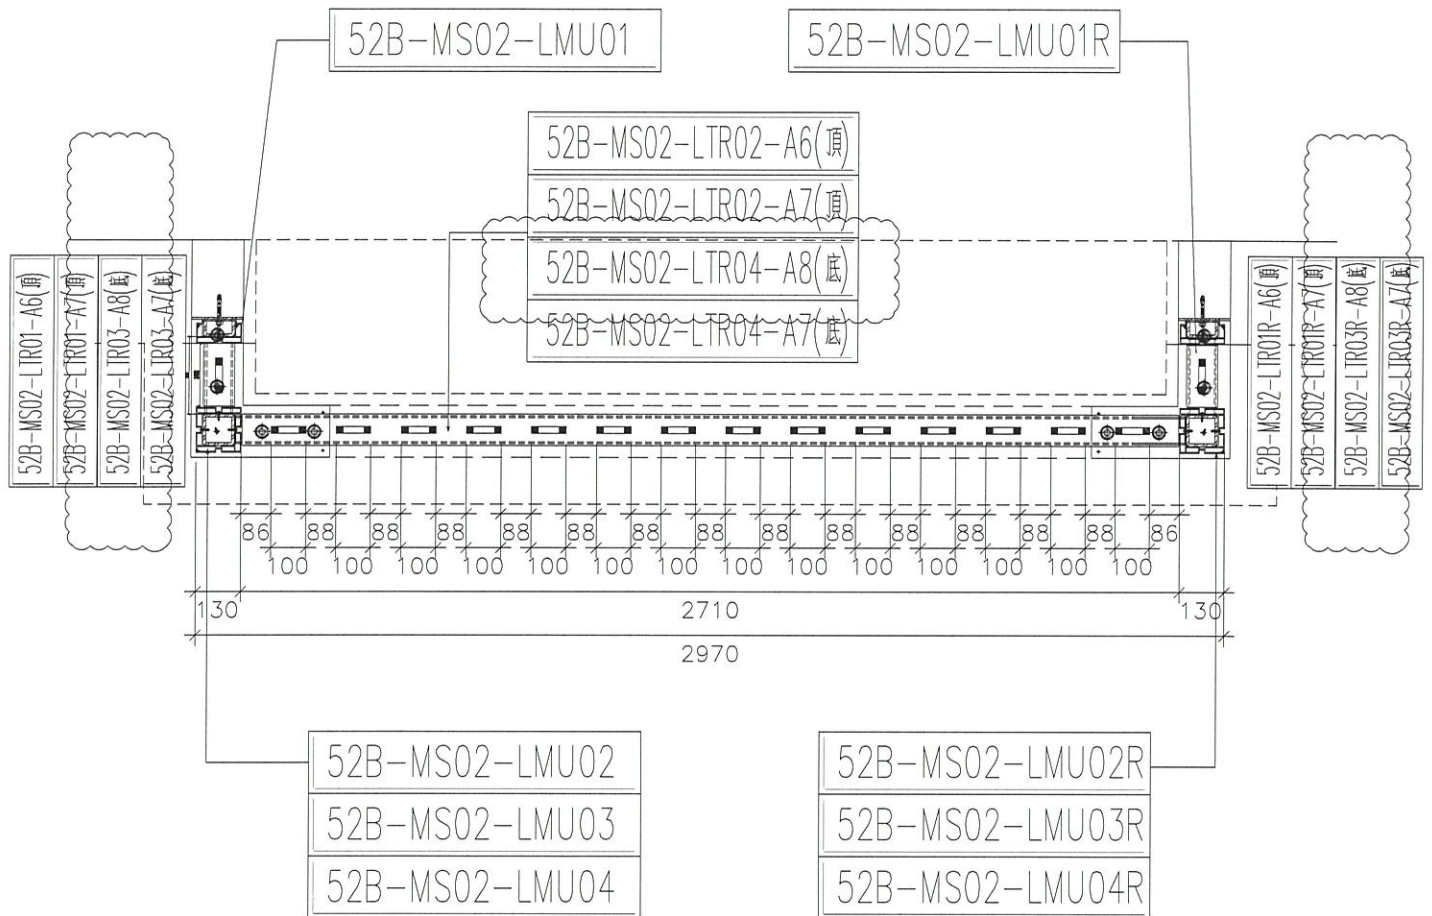 52B-MS02-LMU01
52B-MS02-LMU01R
52B-MS02-LTR02-A6(頂)
52B-MS02-LTR02-A7(頂)
52B-MS02-LTR04-A8(底)
52B-MS02-LTR04-A7(底)
52B-MS02-LTR01-A6(頂)
52B-MS02-LTR01-A7(頂)
52B-MS02-LTR03-A8(底)
52B-MS02-LTR03-A7(底)
52B-MS02-LTR01R-A6(頂)
52B-MS02-LTR01R-A7(頂)
52B-MS02-LTR03R-A8(底)
52B-MS02-LTR03R-A7(底)
86 88 88 88 88 88 88 88 88 88 88 88 88 88 86
100 100 100 100 100 100 100 100 100 100 100 100 100 100
130 2710 130
2970
52B-MS02-LMU02
52B-MS02-LMU03
52B-MS02-LMU04
52B-MS02-LMU02R
52B-MS02-LMU03R
52B-MS02-LMU04R